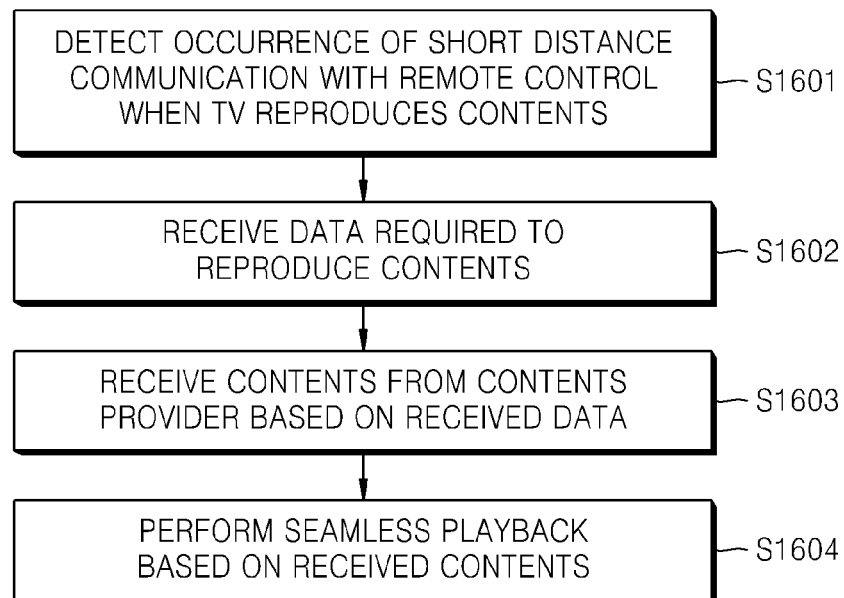 DETECT OCCURRENCE OF SHORT DISTANCE
COMMUNICATION WITH REMOTE CONTROL
WHEN TV REPRODUCES CONTENTS
S1601
RECEIVE DATA REQUIRED TO
REPRODUCE CONTENTS
S1602
RECEIVE CONTENTS FROM CONTENTS
PROVIDER BASED ON RECEIVED DATA
S1603
PERFORM SEAMLESS PLAYBACK
BASED ON RECEIVED CONTENTS
S1604